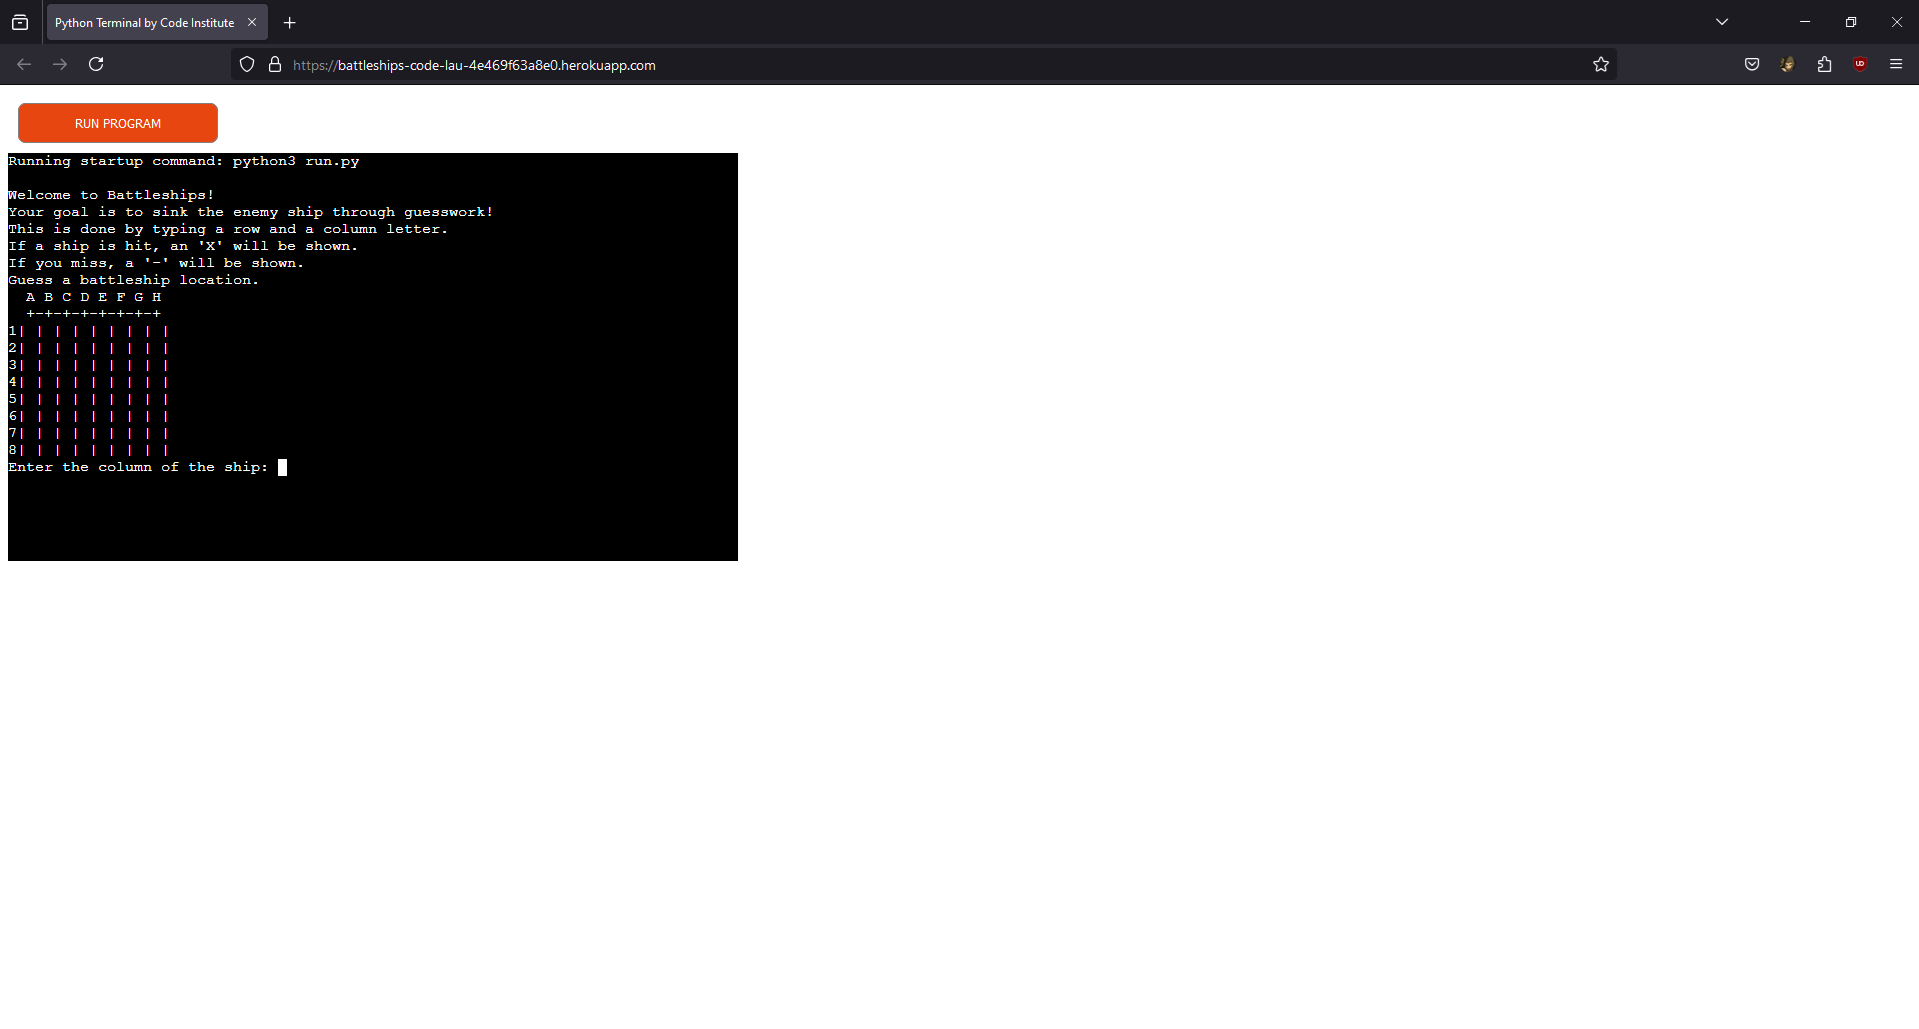 Python Terminal by Code Institute
https://battleships-code-lau-4e469f63a8e0.herokuapp.com
RUN PROGRAM
Running startup command: python3 run.py
Welcome to Battleships!
Your goal is to sink the enemy ship through guesswork!
This is done by typing a row and a column letter.
If a ship is hit, an 'X' will be shown.
If you miss, a '-' will be shown.
Guess a battleship location.
  A B C D E F G H
  +-+-+-+-+-+-+-+
1| | | | | | | | |
2| | | | | | | | |
3| | | | | | | | |
4| | | | | | | | |
5| | | | | | | | |
6| | | | | | | | |
7| | | | | | | | |
8| | | | | | | | |
Enter the column of the ship: